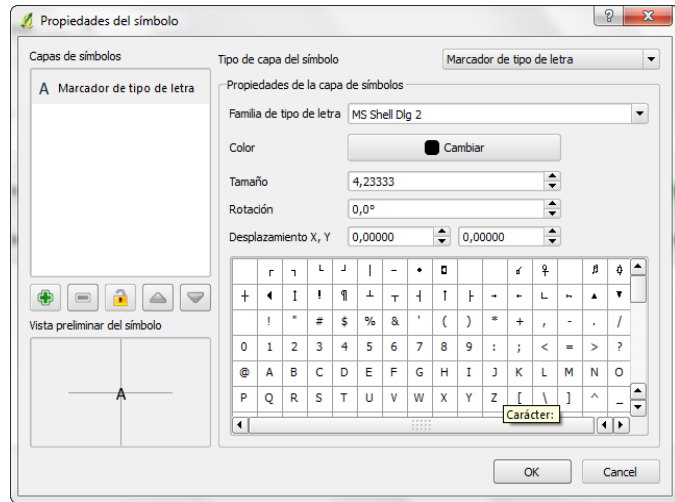 Propiedades del símbolo
Capas de símbolos
A Marcador de tipo de letra
Vista preliminar del símbolo
A
Tipo de capa del símbolo Marcador de tipo de letra
Propiedades de la capa de símbolos
Familia de tipo de letra MS Shell Dlg 2
Color Cambiar
Tamaño 4,23333
Rotación 0,0°
Desplazamiento X, Y 0,00000 0,00000
! " # $ % & ' ( ) * + , - . /
0 1 2 3 4 5 6 7 8 9 : ; < = > ?
@ A B C D E F G H I J K L M N O
P Q R S T U V W X Y Z [ \ ] ^ _
Carácter:
OK Cancel